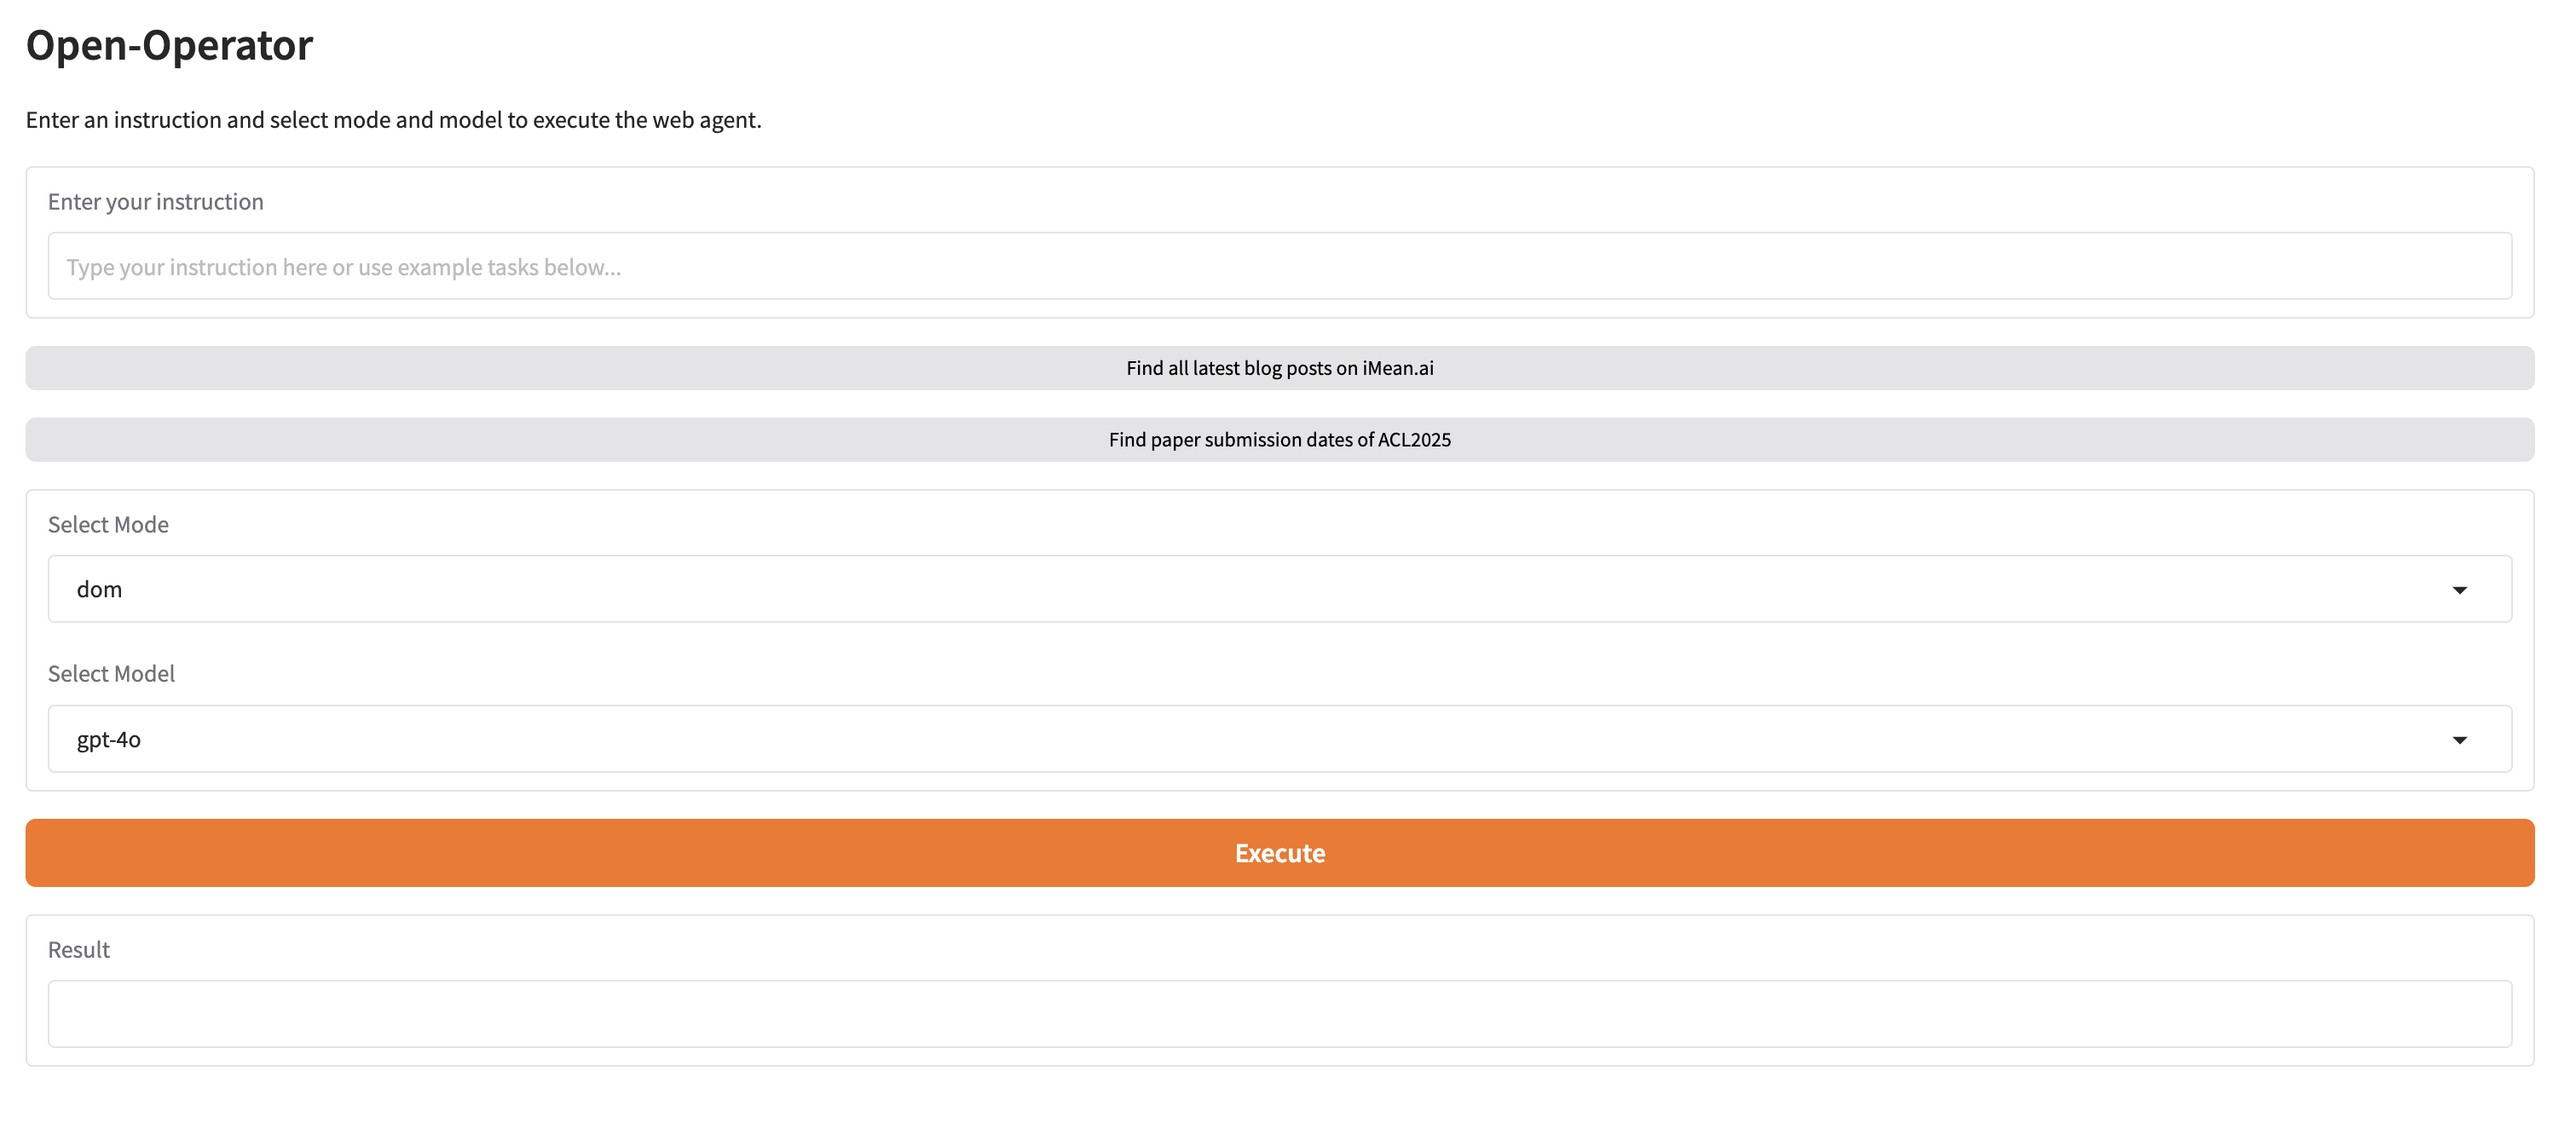 Open-Operator
Enter an instruction and select mode and model to execute the web agent.
Enter your instruction
Type your instruction here or use example tasks below...
Find all latest blog posts on iMean.ai
Find paper submission dates of ACL2025
Select Mode
dom
Select Model
gpt-4o
Execute
Result